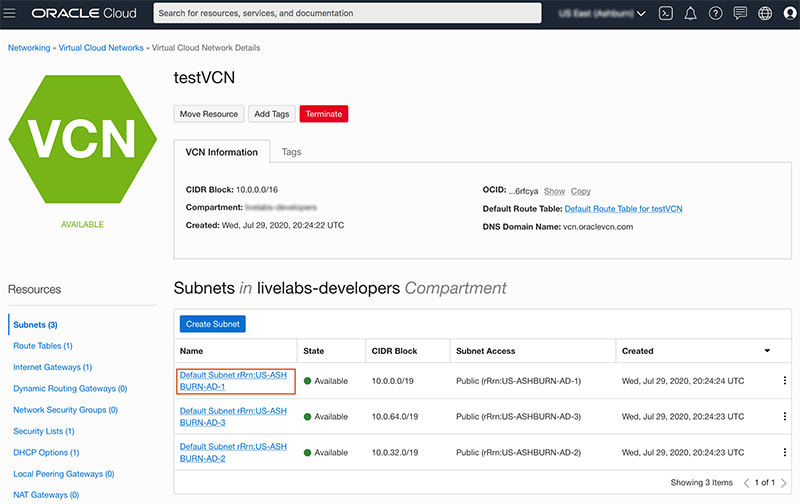 ORACLE Cloud
Search for resources, services, and documentation
US East (Ashburn)
Networking » Virtual Cloud Networks » Virtual Cloud Network Details
VCN
AVAILABLE
testVCN
Move Resource
Add Tags
Terminate
VCN Information
Tags
CIDR Block: 10.0.0.0/16
Compartment: livelabs-developers
Created: Wed, Jul 29, 2020, 20:24:22 UTC
OCID: ...6rfcya Show Copy
Default Route Table: Default Route Table for testVCN
DNS Domain Name: vcn.oraclevcn.com
Resources
Subnets (3)
Route Tables (1)
Internet Gateways (1)
Dynamic Routing Gateways (0)
Network Security Groups (0)
Security Lists (1)
DHCP Options (1)
Local Peering Gateways (0)
NAT Gateways (0)
Subnets in livelabs-developers Compartment
Create Subnet
Name State CIDR Block Subnet Access Created
Default Subnet rRrn:US-ASH
BURN-AD-1
Available 10.0.0.0/19 Public (rRrn:US-ASHBURN-AD-1) Wed, Jul 29, 2020, 20:24:24 UTC
Default Subnet rRrn:US-ASH
BURN-AD-3
Available 10.0.64.0/19 Public (rRrn:US-ASHBURN-AD-3) Wed, Jul 29, 2020, 20:24:23 UTC
Default Subnet rRrn:US-ASH
BURN-AD-2
Available 10.0.32.0/19 Public (rRrn:US-ASHBURN-AD-2) Wed, Jul 29, 2020, 20:24:23 UTC
Showing 3 Items
1 of 1